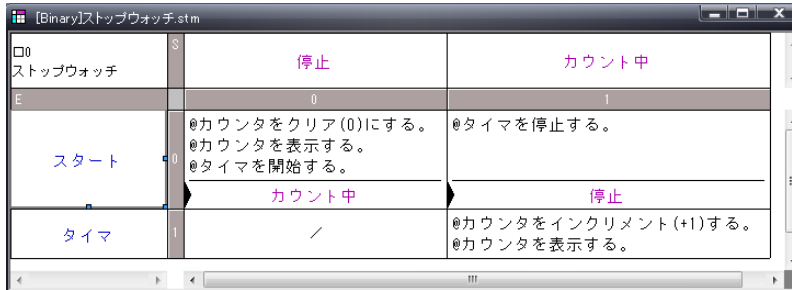 [Binary]ストップウォッチ.stm
□0
ストップウォッチ
S
停止
カウント中
E
0
1
スタート
0
@カウンタをクリア(0)にする。
@カウンタを表示する。
@タイマを開始する。
カウント中
@タイマを停止する。
停止
タイマ
1
/
@カウンタをインクリメント(+1)する。
@カウンタを表示する。